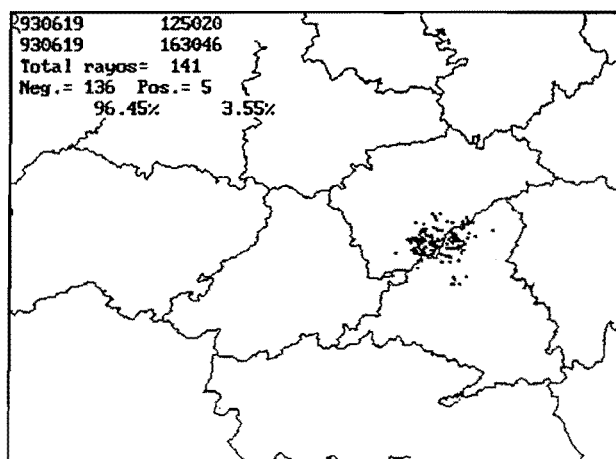 930619 125020
930619 163046
Total rayos= 141
Neg.= 136 Pos.= 5
96.45% 3.55%